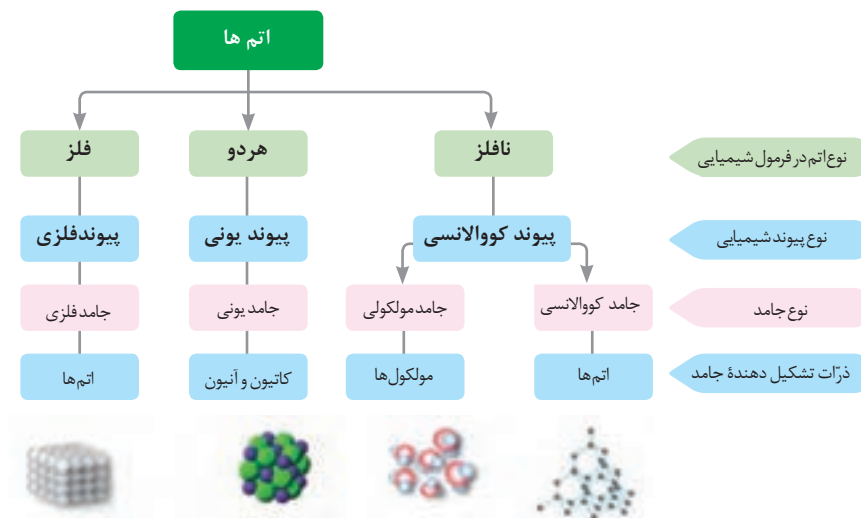 اتم ها
نوع اتم در فرمول شیمیایی
نافلز
هردو
فلز
نوع پیوند شیمیایی
پیوند کووالانسی
پیوند یونی
پیوندفلزی
نوع جامد
جامد کووالانسی
جامد مولکولی
جامد یونی
جامد فلزی
ذرّات تشکیل دهندهٔ جامد
اتم‌ها
مولکول‌ها
کاتیون و آنیون
اتم‌ها